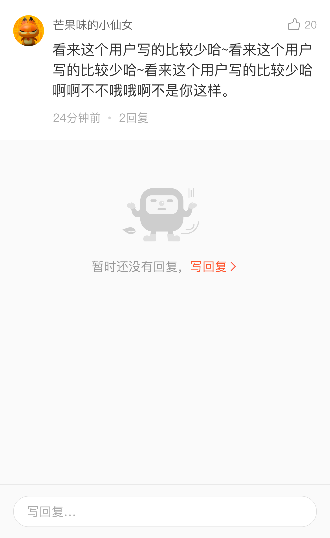 芒果味的小仙女
20
看来这个用户写的比较少哈~看来这个用户
写的比较少哈~看来这个用户写的比较少哈
啊啊不不哦哦啊不是你这样。
24分钟前 · 2回复
暂时还没有回复，写回复 >
写回复...